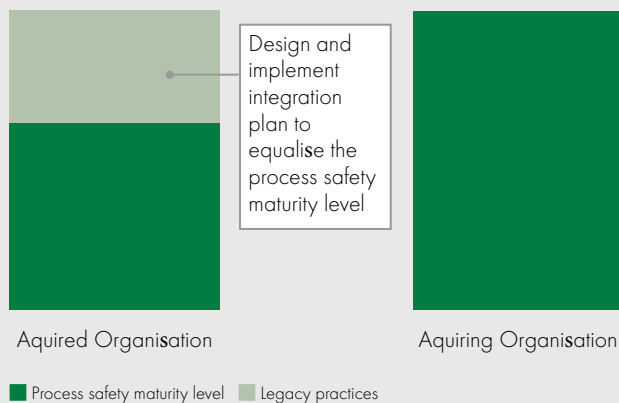 Design and
implement
integration
plan to
equalise the
process safety
maturity level
Aquired Organisation
Aquiring Organisation
Process safety maturity level
Legacy practices